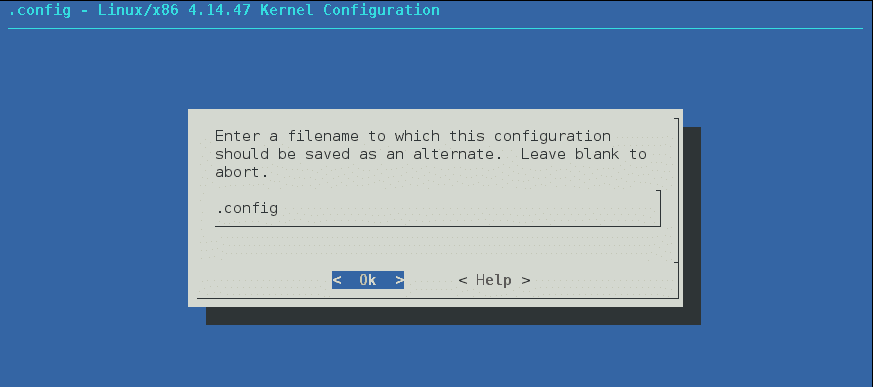 .config - Linux/x86 4.14.47 Kernel Configuration
Enter a filename to which this configuration
should be saved as an alternate.  Leave blank to
abort.
.config
<  Ok  >      < Help >